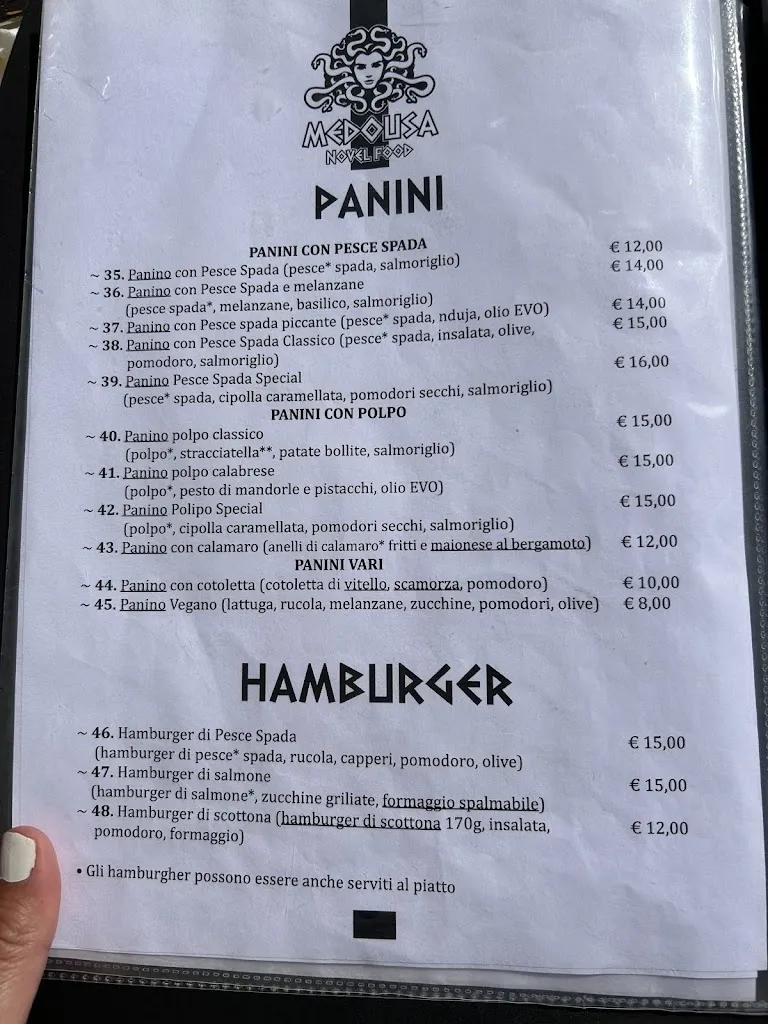 MEDOUSA
NOVEL FOOD
PANINI
PANINI CON PESCE SPADA
~ 35. Panino con Pesce Spada (pesce* spada, salmoriglio) € 12,00
~ 36. Panino con Pesce Spada e melanzane € 14,00
(pesce spada*, melanzane, basilico, salmoriglio)
~ 37. Panino con Pesce spada piccante (pesce* spada, nduja, olio EVO) € 14,00
~ 38. Panino con Pesce Spada Classico (pesce* spada, insalata, olive, € 15,00
pomodoro, salmoriglio)
~ 39. Panino Pesce Spada Special € 16,00
(pesce* spada, cipolla caramellata, pomodori secchi, salmoriglio)
PANINI CON POLPO
~ 40. Panino polpo classico € 15,00
(polpo*, stracciatella**, patate bollite, salmoriglio)
~ 41. Panino polpo calabrese € 15,00
(polpo*, pesto di mandorle e pistacchi, olio EVO)
~ 42. Panino Polipo Special € 15,00
(polpo*, cipolla caramellata, pomodori secchi, salmoriglio)
~ 43. Panino con calamaro (anelli di calamaro* fritti e maionese al bergamoto) € 12,00
PANINI VARI
~ 44. Panino con cotoletta (cotoletta di vitello, scamorza, pomodoro) € 10,00
~ 45. Panino Vegano (lattuga, rucola, melanzane, zucchine, pomodori, olive) € 8,00
HAMBURGER
~ 46. Hamburger di Pesce Spada € 15,00
(hamburger di pesce* spada, rucola, capperi, pomodoro, olive)
~ 47. Hamburger di salmone € 15,00
(hamburger di salmone*, zucchine griliate, formaggio spalmabile)
~ 48. Hamburger di scottona (hamburger di scottona 170g, insalata, € 12,00
pomodoro, formaggio)
• Gli hamburgher possono essere anche serviti al piatto